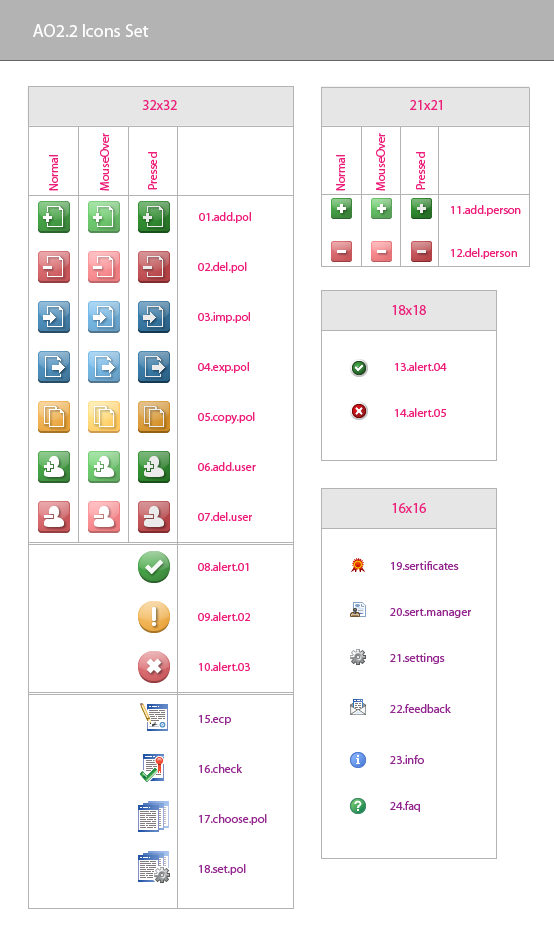 AO2.2 Icons Set
32x32
Normal
MouseOver
Pressed
01.add.pol
02.del.pol
03.imp.pol
04.exp.pol
05.copy.pol
06.add.user
07.del.user
08.alert.01
09.alert.02
10.alert.03
15.ecp
16.check
17.choose.pol
18.set.pol
21x21
Normal
MouseOver
Pressed
11.add.person
12.del.person
18x18
13.alert.04
14.alert.05
16x16
19.sertificates
20.sert.manager
21.settings
22.feedback
23.info
24.faq